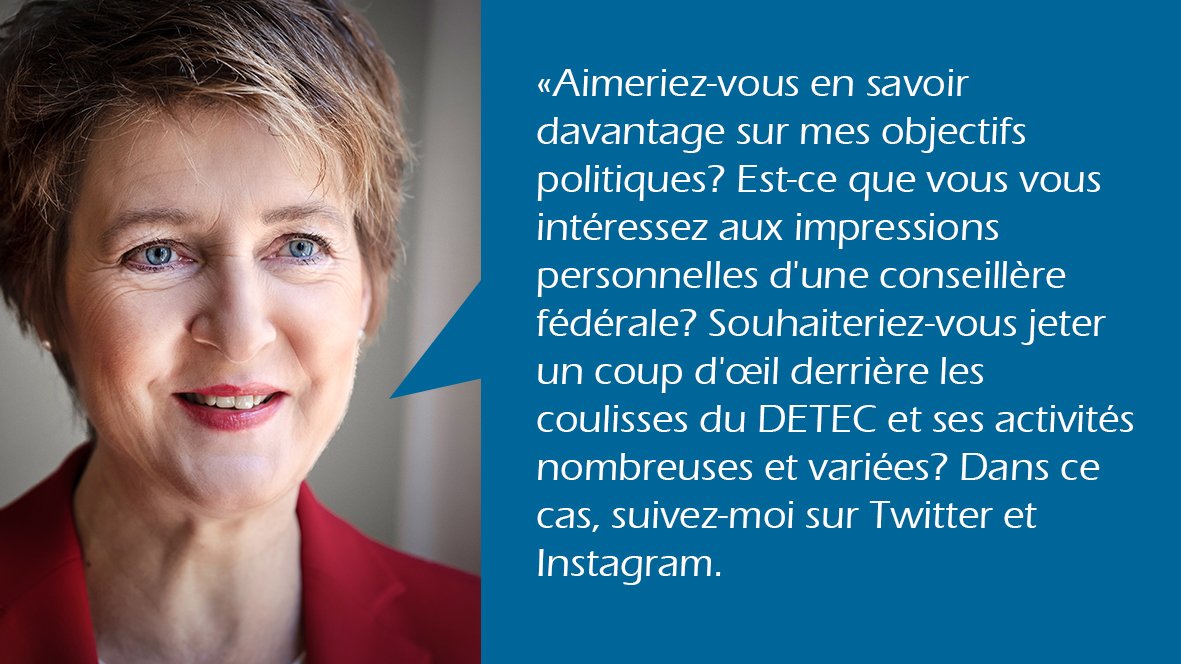 «Aimeriez-vous en savoir
davantage sur mes objectifs
politiques? Est-ce que vous vous
intéressez aux impressions
personnelles d'une conseillère
fédérale? Souhaiteriez-vous jeter
un coup d'œil derrière les
coulisses du DETEC et ses activités
nombreuses et variées? Dans ce
cas, suivez-moi sur Twitter et
Instagram.